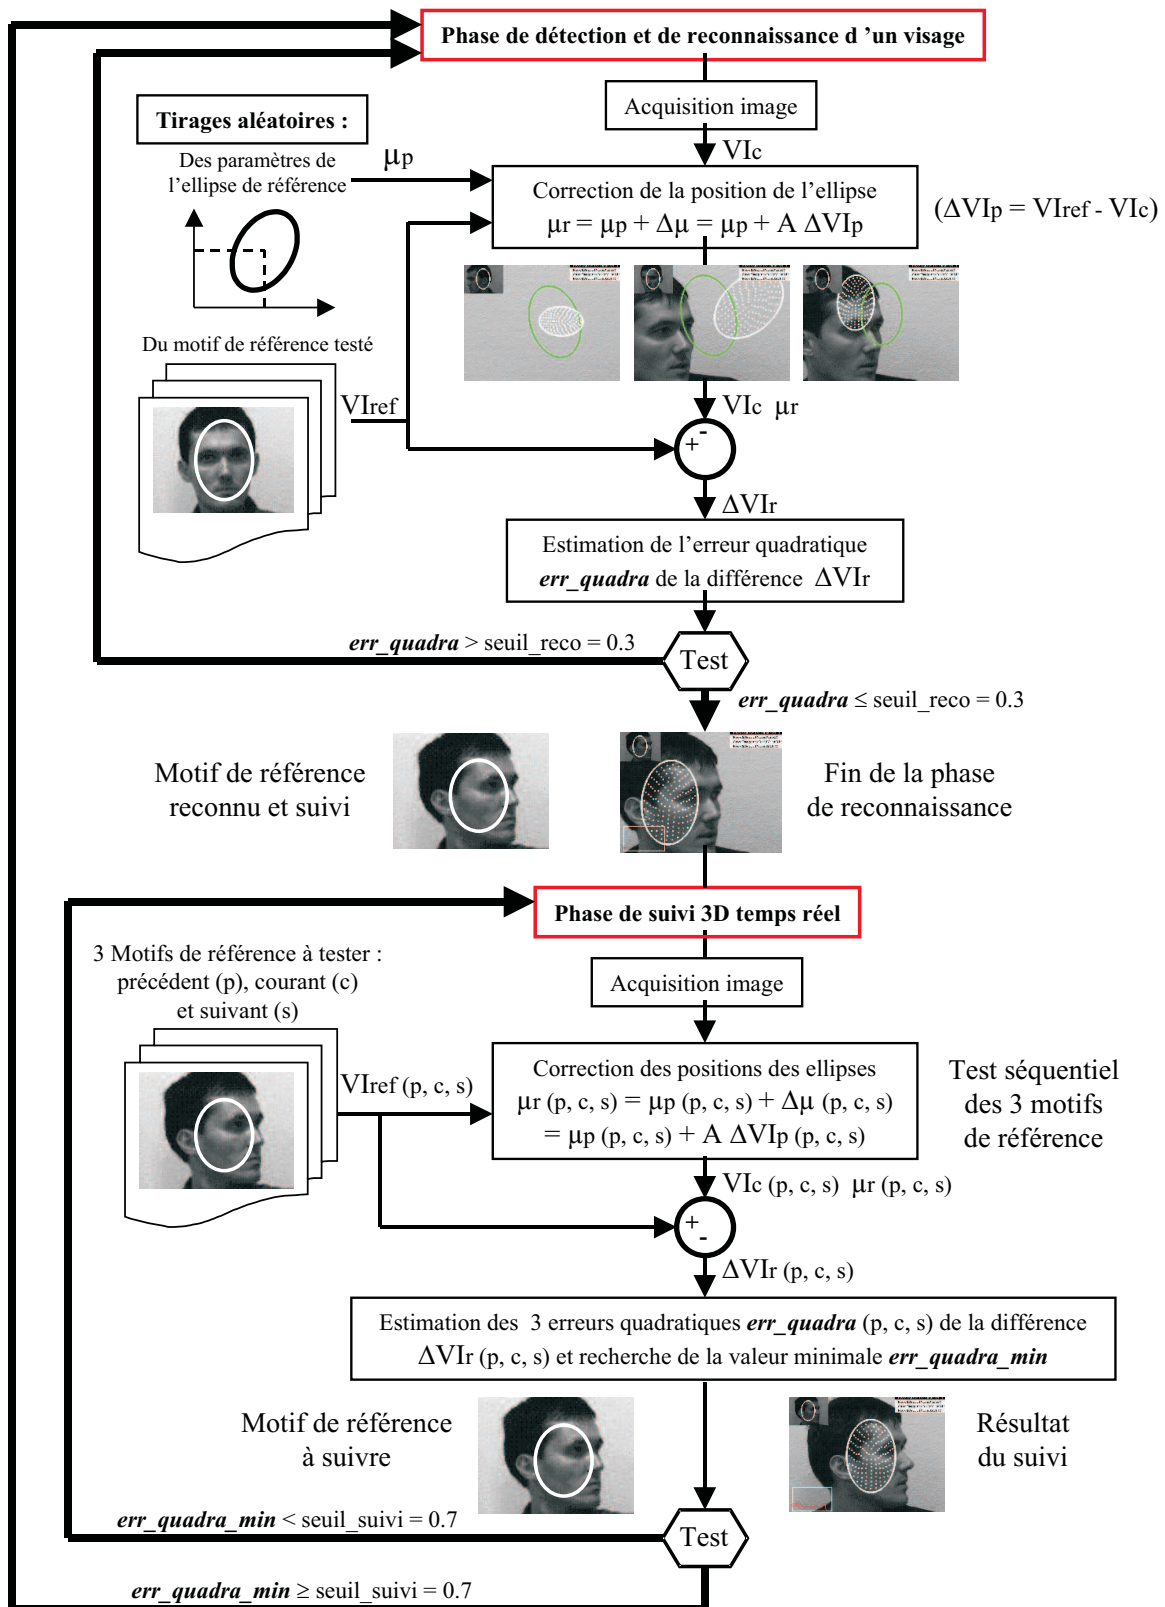 Phase de détection et de reconnaissance d ’un visage
Acquisition image
Tirages aléatoires :
VIc
Des paramètres de
l’ellipse de référence
μp
Correction de la position de l’ellipse
μr = μp + Δμ = μp + A ΔVIp
(ΔVIp = VIref - VIc)
Du motif de référence testé
VIref
VIc μr
+ -
ΔVIr
Estimation de l’erreur quadratique
err_quadra de la différence ΔVIr
err_quadra > seuil_reco = 0.3
Test
err_quadra ≤ seuil_reco = 0.3
Motif de référence
reconnu et suivi
Fin de la phase
de reconnaissance
Phase de suivi 3D temps réel
3 Motifs de référence à tester :
précédent (p), courant (c)
et suivant (s)
Acquisition image
VIref (p, c, s)
Correction des positions des ellipses
μr (p, c, s) = μp (p, c, s) + Δμ (p, c, s)
= μp (p, c, s) + A ΔVIp (p, c, s)
Test séquentiel
des 3 motifs
de référence
VIc (p, c, s) μr (p, c, s)
+ -
ΔVIr (p, c, s)
Estimation des 3 erreurs quadratiques err_quadra (p, c, s) de la différence
ΔVIr (p, c, s) et recherche de la valeur minimale err_quadra_min
Motif de référence
à suivre
Résultat
du suivi
err_quadra_min < seuil_suivi = 0.7
Test
err_quadra_min ≥ seuil_suivi = 0.7